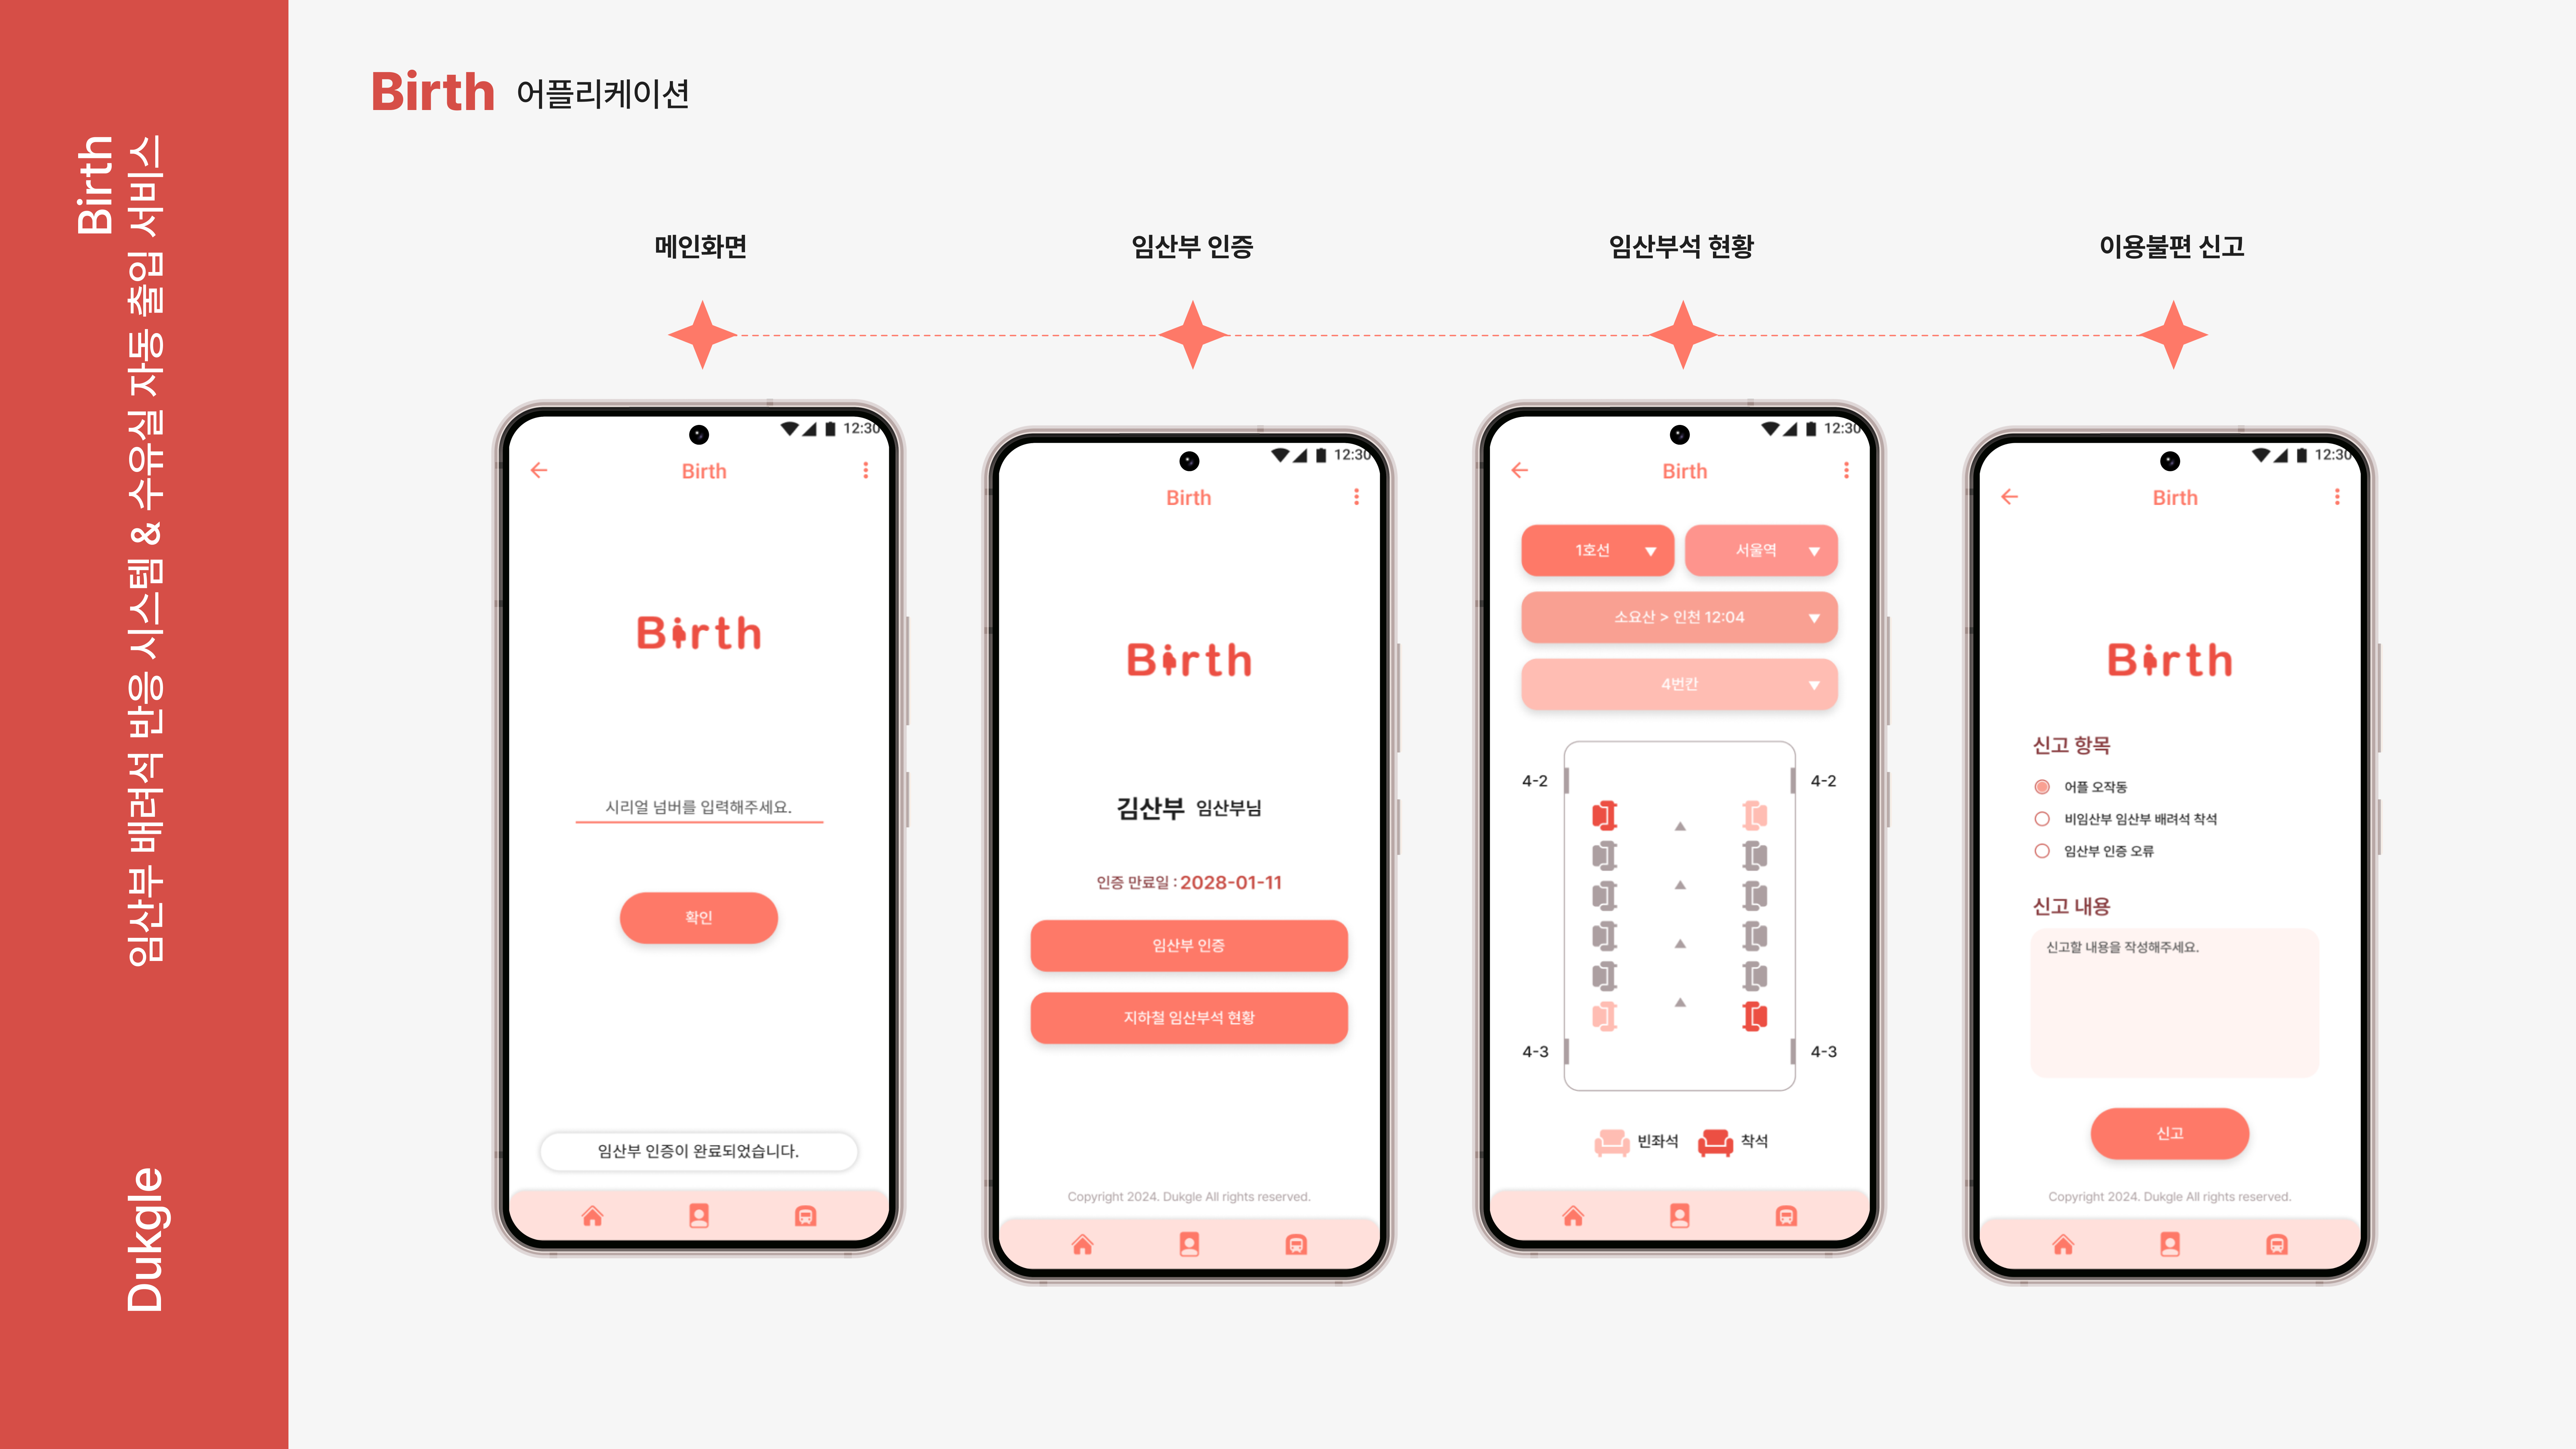 Birth
임산부 배려석 반응 시스템 & 수유실 자동 출입 서비스
Dukgle
Birth 어플리케이션
메인화면
임산부 인증
임산부석 현황
이용불편 신고
12:30
Birth
Birth
시리얼 넘버를 입력해주세요.
확인
임산부 인증이 완료되었습니다.
12:30
Birth
Birth
김산부 임산부님
인증 만료일 : 2028-01-11
임산부 인증
지하철 임산부석 현황
Copyright 2024. Dukgle All rights reserved.
12:30
Birth
1호선 서울역
소요산 > 인천 12:04
4번칸
4-2 4-2
4-3 4-3
빈좌석 착석
12:30
Birth
Birth
신고 항목
어플 오작동
비임산부 임산부 배려석 착석
임산부 인증 오류
신고 내용
신고할 내용을 작성해주세요.
신고
Copyright 2024. Dukgle All rights reserved.